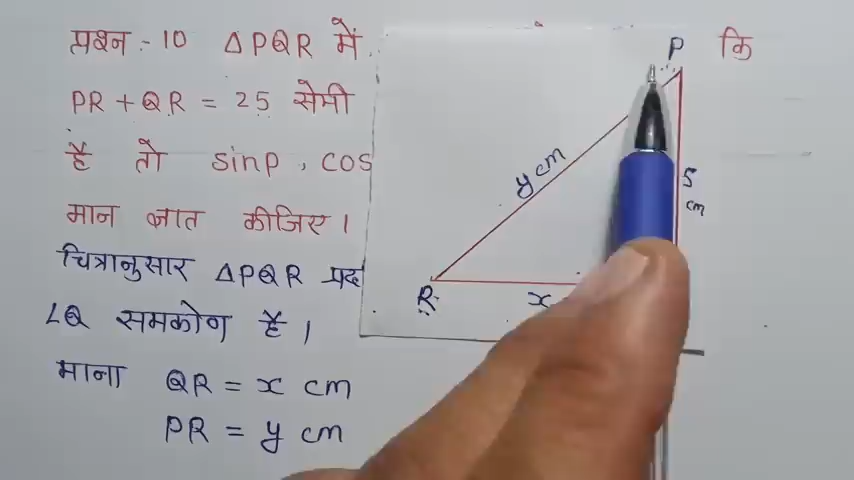 प्रश्न :- 10 ΔPQR में
कि
PR + QR = 25 सेमी
है तो sinp , cos
मान ज्ञात कीजिए ।
चित्रानुसार ΔPQR
∠Q समकोण है ।
माना QR = x cm
PR = y cm
P
y cm
5 cm
R
x